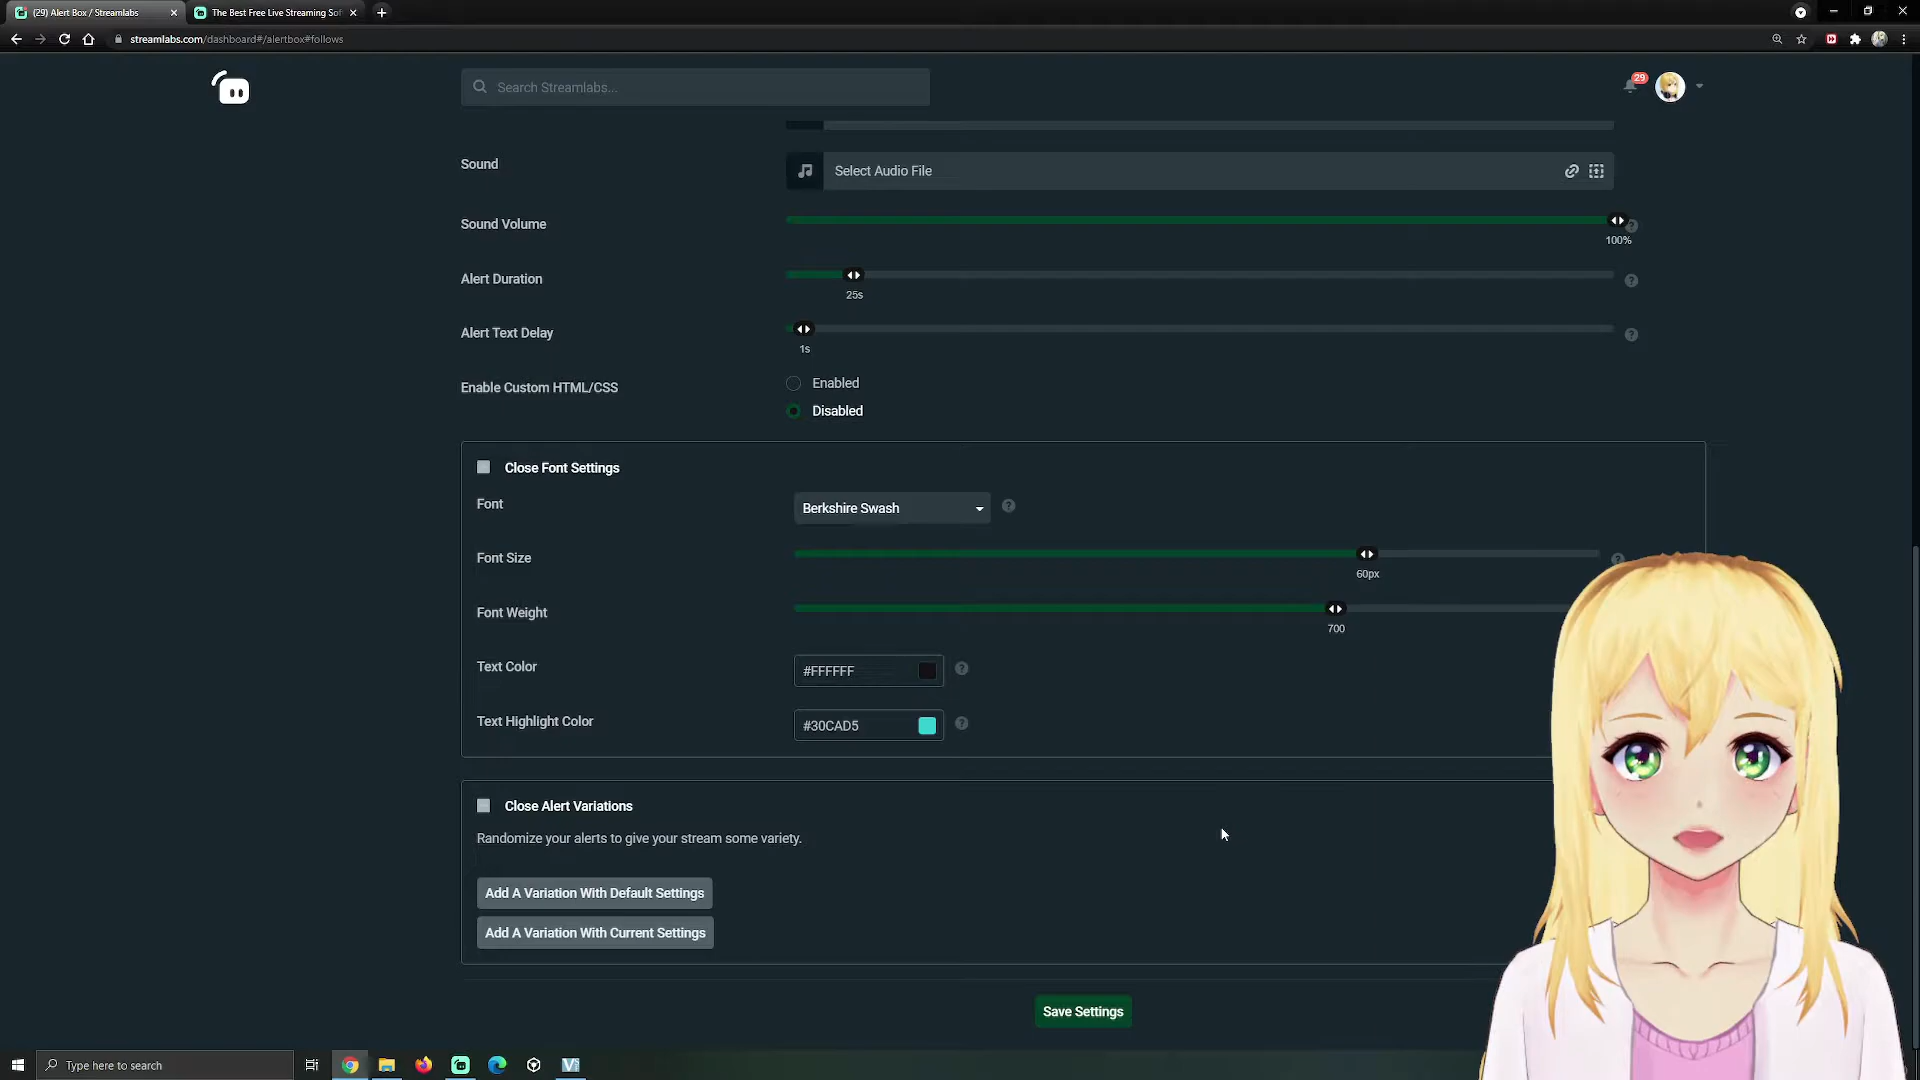 (29) Alert Box / Streamlabs
The Best Free Live Streaming Sof
streamlabs.com/dashboard#/alertbox#follows
Search Streamlabs...
29
Sound
Select Audio File
Sound Volume
100%
Alert Duration
25s
Alert Text Delay
1s
Enable Custom HTML/CSS
Enabled
Disabled
Close Font Settings
Font
Berkshire Swash
Font Size
60px
Font Weight
700
Text Color
#FFFFFF
Text Highlight Color
#30CAD5
Close Alert Variations
Randomize your alerts to give your stream some variety.
Add A Variation With Default Settings
Add A Variation With Current Settings
Save Settings
Type here to search